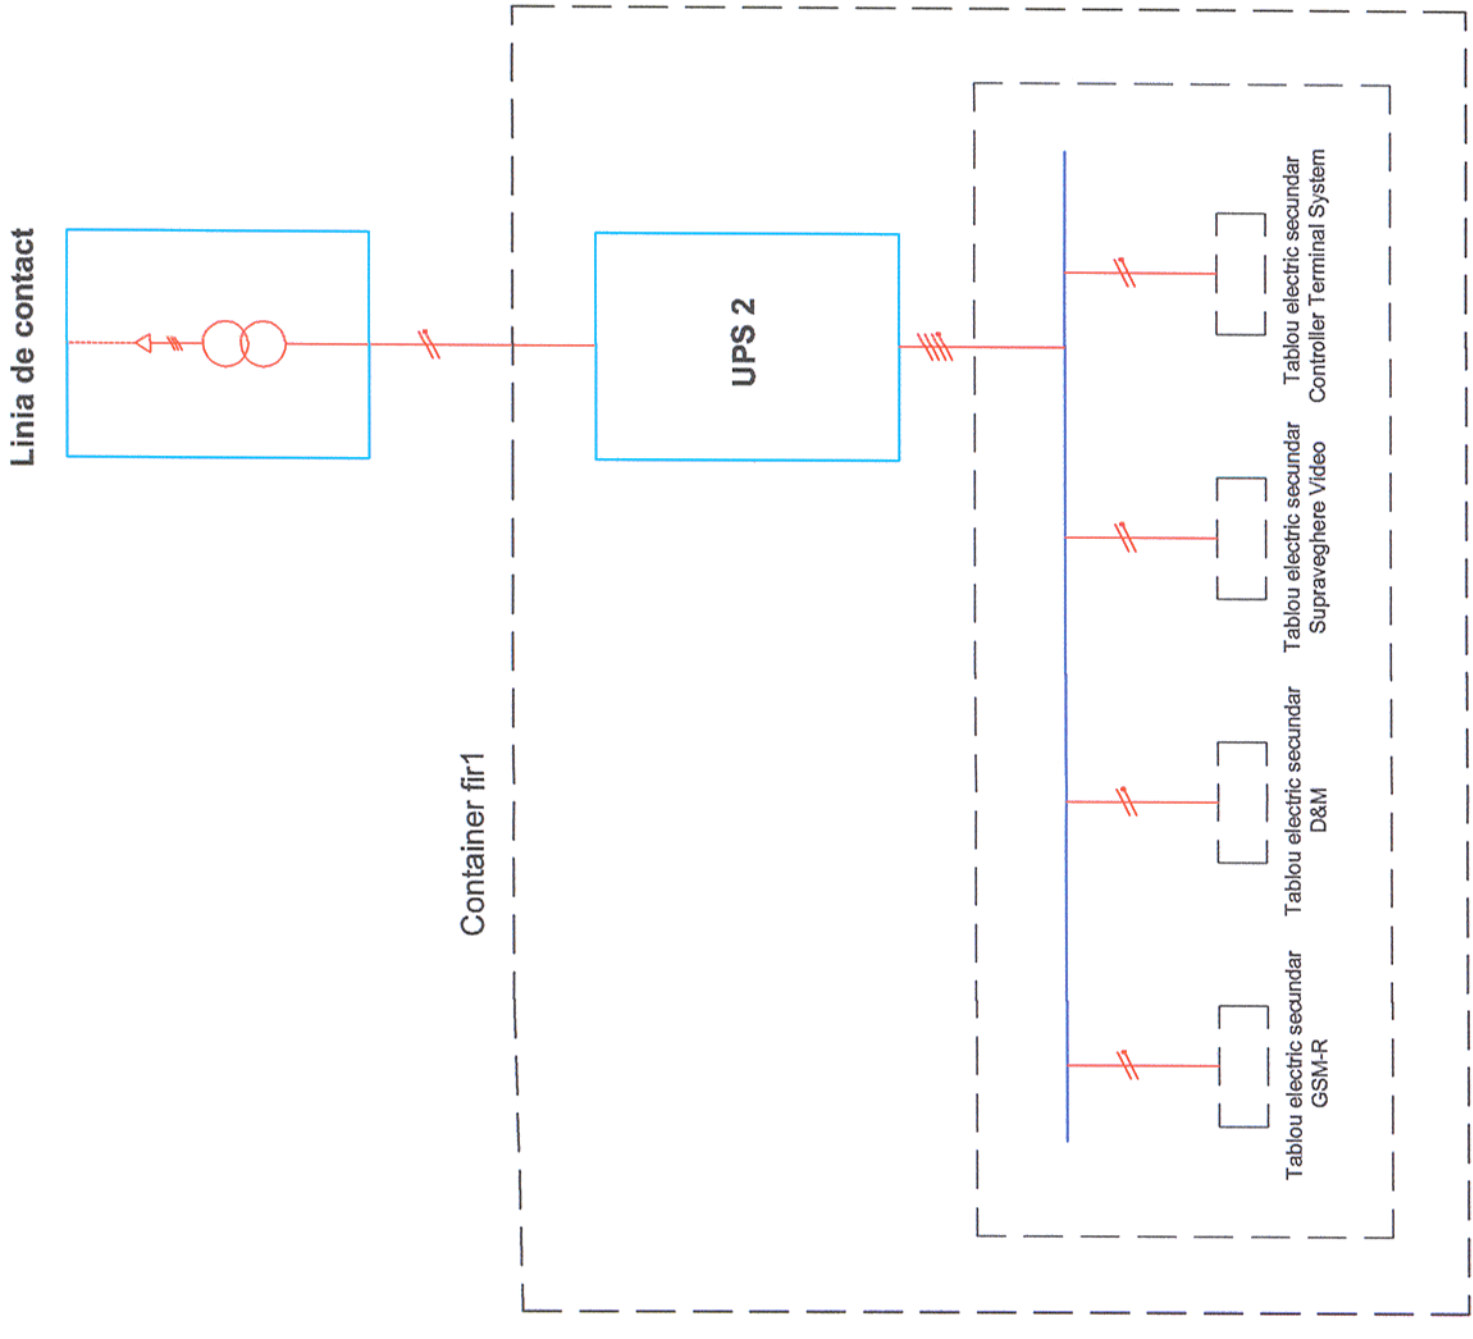 Linia de contact
Container fir1
UPS 2
Tablou electric secundar
GSM-R
Tablou electric secundar
D&M
Tablou electric secundar
Supraveghere Video
Tablou electric secundar
Controller Terminal System